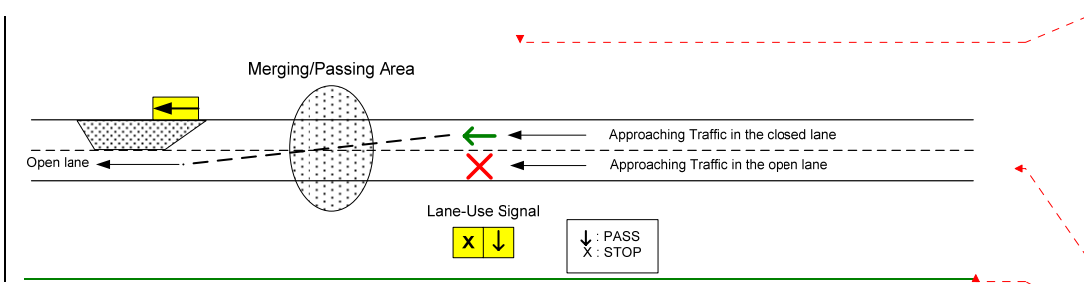 Merging/Passing Area
Approaching Traffic in the closed lane
Open lane
Approaching Traffic in the open lane
Lane-Use Signal
X ↓
↓ : PASS
X : STOP